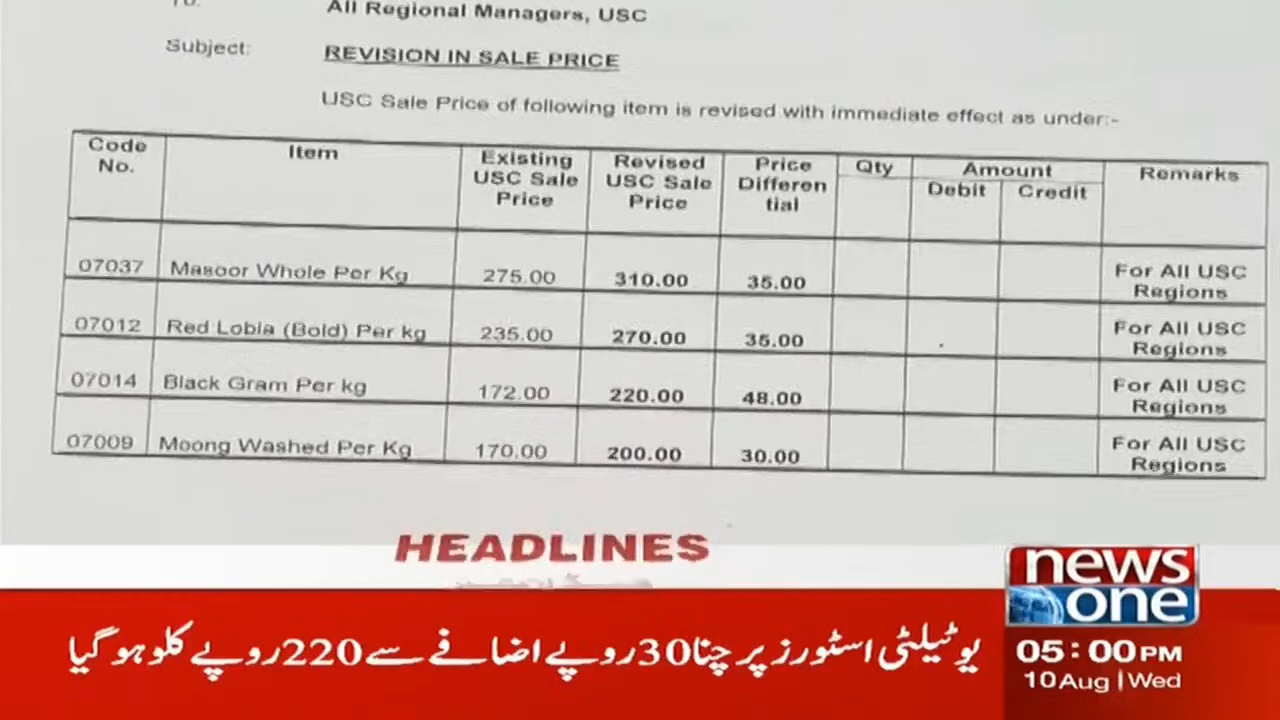 All Regional Managers, USC
Subject: REVISION IN SALE PRICE
USC Sale Price of following item is revised with immediate effect as under:-
Code No. Item Existing USC Sale Price Revised USC Sale Price Price Differen tial Qty Amount Debit Credit Remarks
07037 Masoor Whole Per Kg 275.00 310.00 35.00 For All USC Regions
07012 Red Lobia (Bold) Per kg 235.00 270.00 35.00 For All USC Regions
07014 Black Gram Per kg 172.00 220.00 48.00 For All USC Regions
07009 Moong Washed Per Kg 170.00 200.00 30.00 For All USC Regions
HEADLINES
یوٹیلٹی اسٹورز پر چنا 30 روپے اضافے سے 220 روپے کلو ہو گیا
news one
05:00 PM
10 Aug | Wed